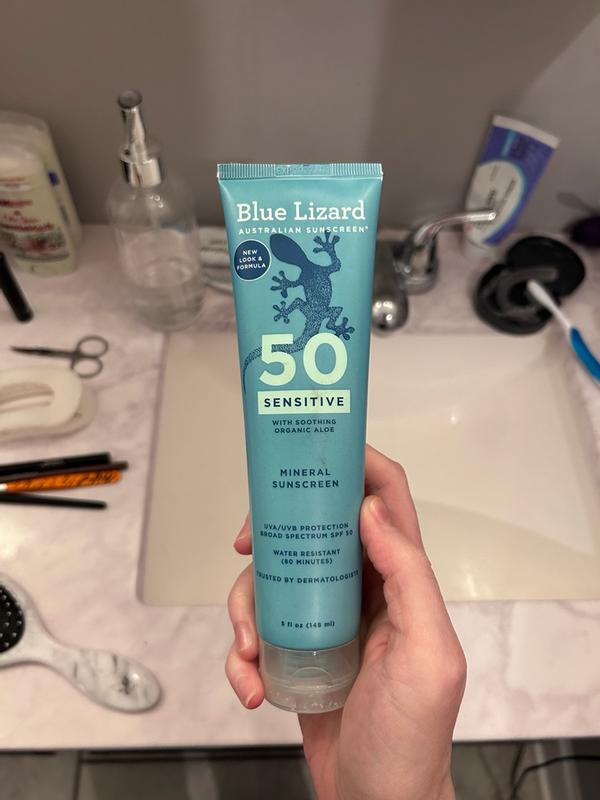 Blue Lizard
AUSTRALIAN SUNSCREEN®
NEW
LOOK &
FORMULA
50
SENSITIVE
WITH SOOTHING
ORGANIC ALOE
MINERAL
SUNSCREEN
UVA/UVB PROTECTION
BROAD SPECTRUM SPF 50
WATER RESISTANT
(80 MINUTES)
TRUSTED BY DERMATOLOGISTS
5 fl oz (148 ml)